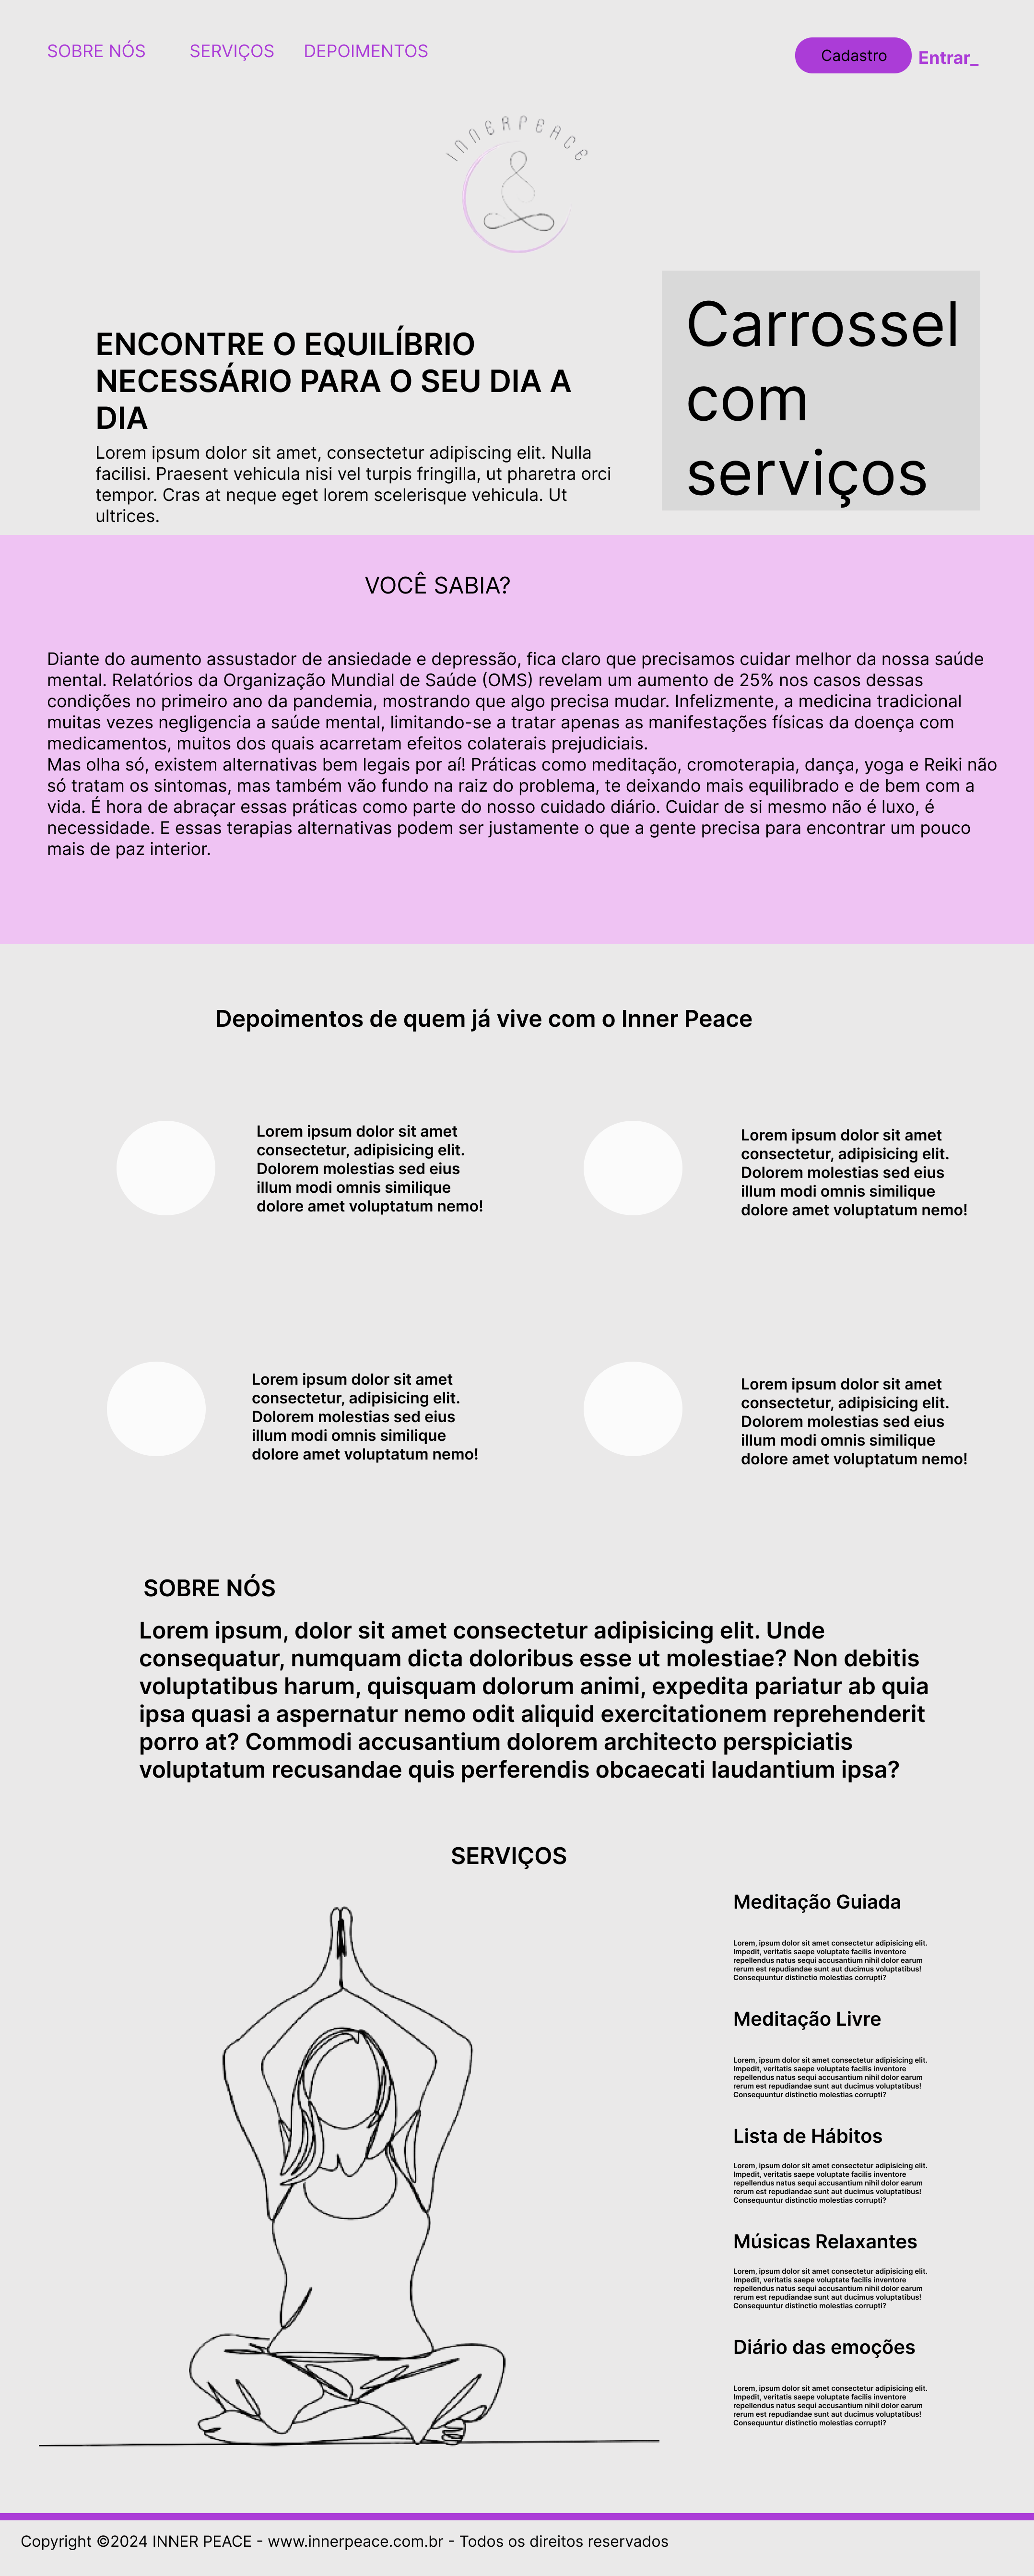 SOBRE NÓS SERVIÇOS DEPOIMENTOS Cadastro Entrar_
INNERPEACE
ENCONTRE O EQUILÍBRIO
NECESSÁRIO PARA O SEU DIA A
DIA
Lorem ipsum dolor sit amet, consectetur adipiscing elit. Nulla
facilisi. Praesent vehicula nisi vel turpis fringilla, ut pharetra orci
tempor. Cras at neque eget lorem scelerisque vehicula. Ut
ultrices.
Carrossel
com
serviços
VOCÊ SABIA?
Diante do aumento assustador de ansiedade e depressão, fica claro que precisamos cuidar melhor da nossa saúde
mental. Relatórios da Organização Mundial de Saúde (OMS) revelam um aumento de 25% nos casos dessas
condições no primeiro ano da pandemia, mostrando que algo precisa mudar. Infelizmente, a medicina tradicional
muitas vezes negligencia a saúde mental, limitando-se a tratar apenas as manifestações físicas da doença com
medicamentos, muitos dos quais acarretam efeitos colaterais prejudiciais.
Mas olha só, existem alternativas bem legais por aí! Práticas como meditação, cromoterapia, dança, yoga e Reiki não
só tratam os sintomas, mas também vão fundo na raiz do problema, te deixando mais equilibrado e de bem com a
vida. É hora de abraçar essas práticas como parte do nosso cuidado diário. Cuidar de si mesmo não é luxo, é
necessidade. E essas terapias alternativas podem ser justamente o que a gente precisa para encontrar um pouco
mais de paz interior.
Depoimentos de quem já vive com o Inner Peace
Lorem ipsum dolor sit amet
consectetur, adipisicing elit.
Dolorem molestias sed eius
illum modi omnis similique
dolore amet voluptatum nemo!
Lorem ipsum dolor sit amet
consectetur, adipisicing elit.
Dolorem molestias sed eius
illum modi omnis similique
dolore amet voluptatum nemo!
Lorem ipsum dolor sit amet
consectetur, adipisicing elit.
Dolorem molestias sed eius
illum modi omnis similique
dolore amet voluptatum nemo!
Lorem ipsum dolor sit amet
consectetur, adipisicing elit.
Dolorem molestias sed eius
illum modi omnis similique
dolore amet voluptatum nemo!
SOBRE NÓS
Lorem ipsum, dolor sit amet consectetur adipisicing elit. Unde
consequatur, numquam dicta doloribus esse ut molestiae? Non debitis
voluptatibus harum, quisquam dolorum animi, expedita pariatur ab quia
ipsa quasi a aspernatur nemo odit aliquid exercitationem reprehenderit
porro at? Commodi accusantium dolorem architecto perspiciatis
voluptatum recusandae quis perferendis obcaecati laudantium ipsa?
SERVIÇOS
Meditação Guiada
Lorem, ipsum dolor sit amet consectetur adipisicing elit.
Impedit, veritatis saepe voluptate facilis inventore
repellendus natus sequi accusantium nihil dolor earum
rerum est repudiandae sunt aut ducimus voluptatibus!
Consequuntur distinctio molestias corrupti?
Meditação Livre
Lorem, ipsum dolor sit amet consectetur adipisicing elit.
Impedit, veritatis saepe voluptate facilis inventore
repellendus natus sequi accusantium nihil dolor earum
rerum est repudiandae sunt aut ducimus voluptatibus!
Consequuntur distinctio molestias corrupti?
Lista de Hábitos
Lorem, ipsum dolor sit amet consectetur adipisicing elit.
Impedit, veritatis saepe voluptate facilis inventore
repellendus natus sequi accusantium nihil dolor earum
rerum est repudiandae sunt aut ducimus voluptatibus!
Consequuntur distinctio molestias corrupti?
Músicas Relaxantes
Lorem, ipsum dolor sit amet consectetur adipisicing elit.
Impedit, veritatis saepe voluptate facilis inventore
repellendus natus sequi accusantium nihil dolor earum
rerum est repudiandae sunt aut ducimus voluptatibus!
Consequuntur distinctio molestias corrupti?
Diário das emoções
Lorem, ipsum dolor sit amet consectetur adipisicing elit.
Impedit, veritatis saepe voluptate facilis inventore
repellendus natus sequi accusantium nihil dolor earum
rerum est repudiandae sunt aut ducimus voluptatibus!
Consequuntur distinctio molestias corrupti?
Copyright ©2024 INNER PEACE - www.innerpeace.com.br - Todos os direitos reservados